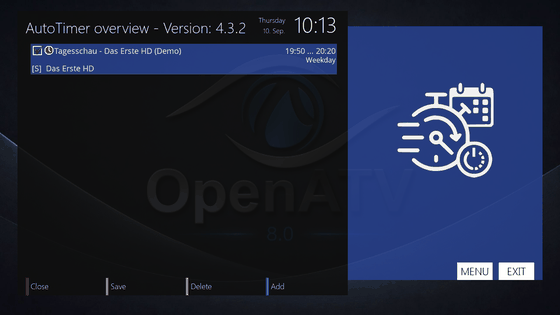 AutoTimer overview - Version: 4.3.2
Thursday
10. Sep.
10:13
Tagesschau - Das Erste HD (Demo)
19:50 ... 20:20
Weekday
[S] Das Erste HD
OpenATV
8.0
Close
Save
Delete
Add
MENU
EXIT